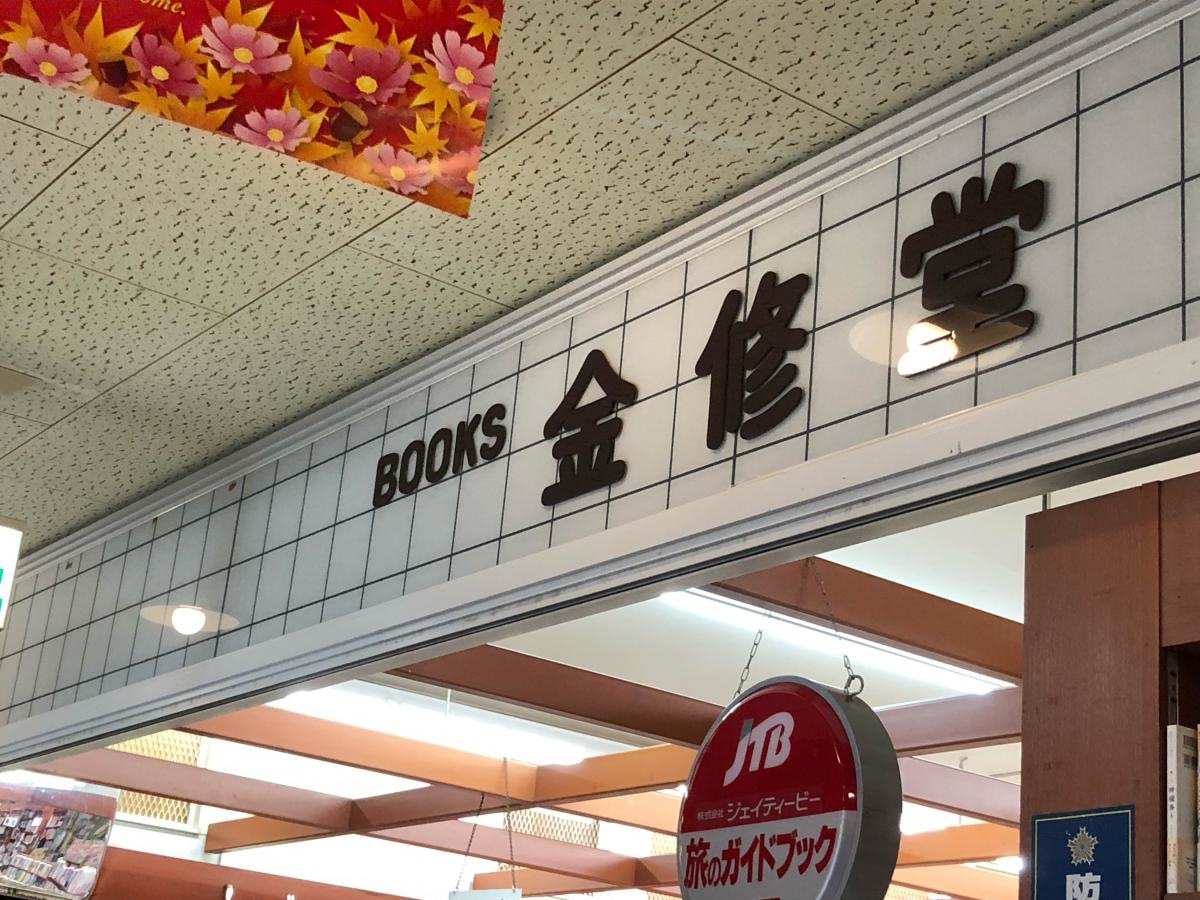 come.
BOOKS 金修堂
JTB
株式会社 ジェイティービー
旅のガイドブック
防